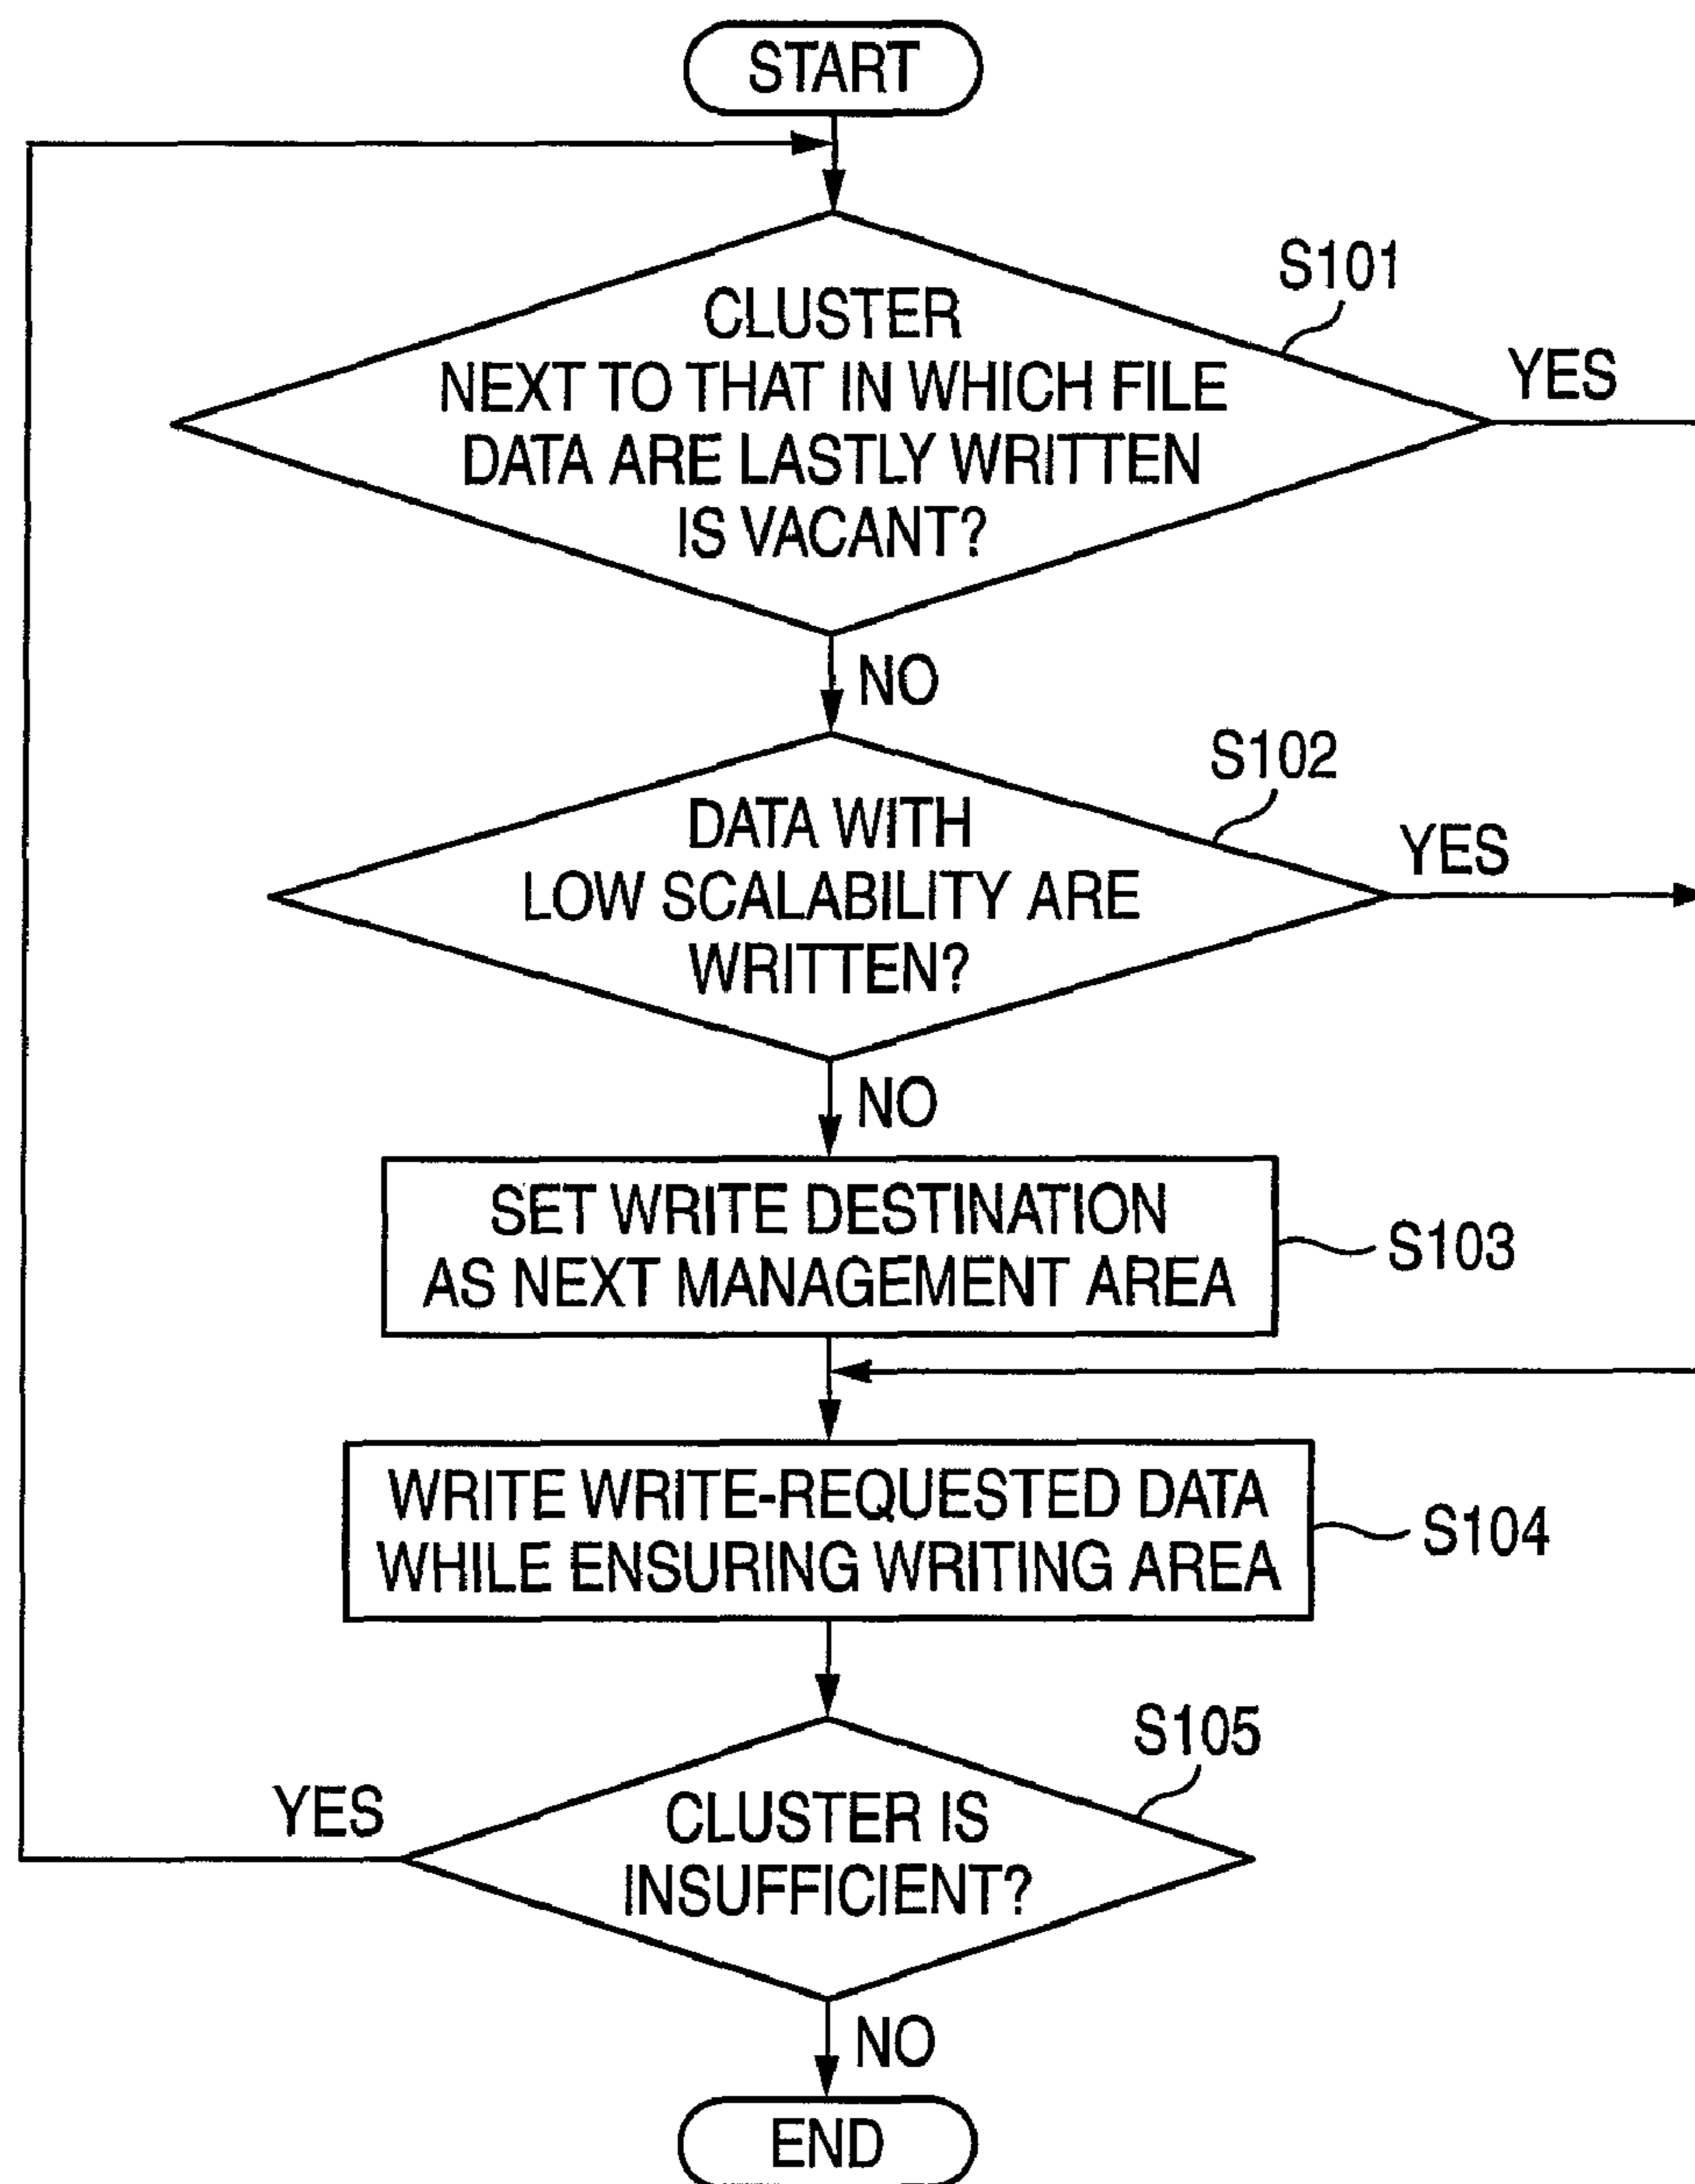 START
S101
CLUSTER
NEXT TO THAT IN WHICH FILE
DATA ARE LASTLY WRITTEN
IS VACANT?
YES
NO
S102
DATA WITH
LOW SCALABILITY ARE
WRITTEN?
YES
NO
SET WRITE DESTINATION
AS NEXT MANAGEMENT AREA
S103
WRITE WRITE-REQUESTED DATA
WHILE ENSURING WRITING AREA
S104
S105
CLUSTER IS
INSUFFICIENT?
YES
NO
END